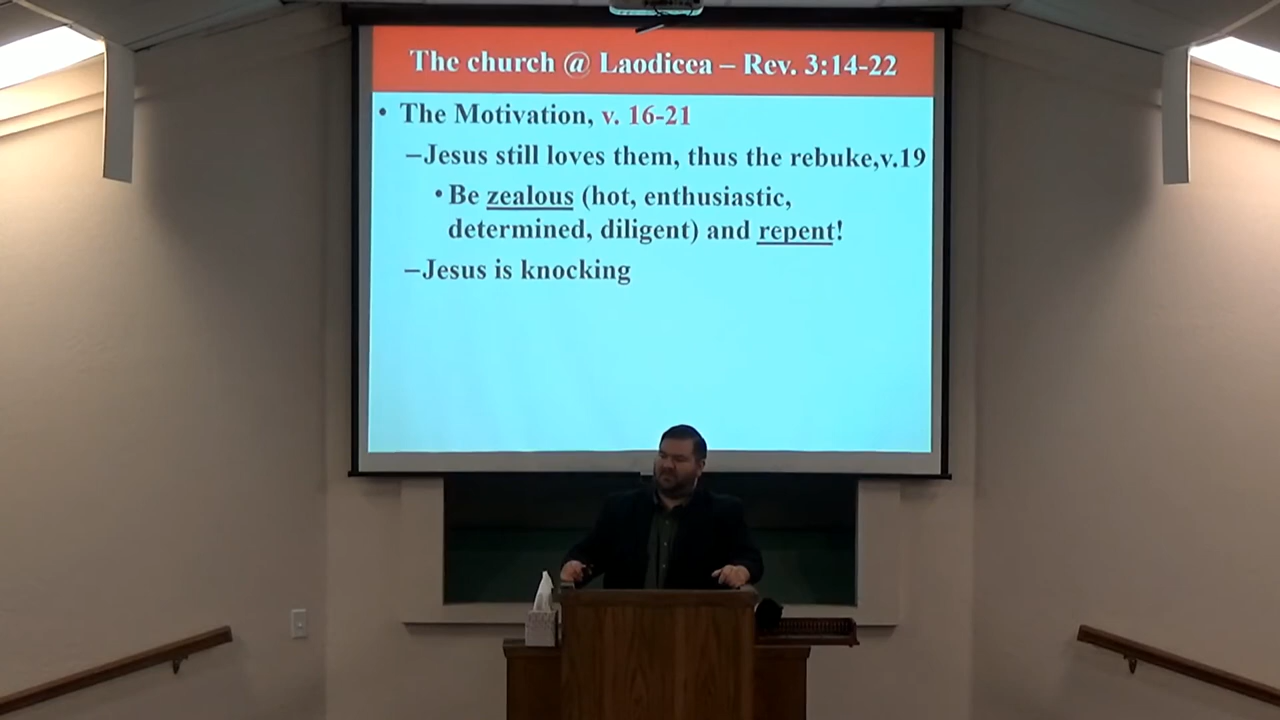 The church @ Laodicea – Rev. 3:14-22
• The Motivation, v. 16-21
–Jesus still loves them, thus the rebuke,v.19
• Be zealous (hot, enthusiastic,
determined, diligent) and repent!
–Jesus is knocking